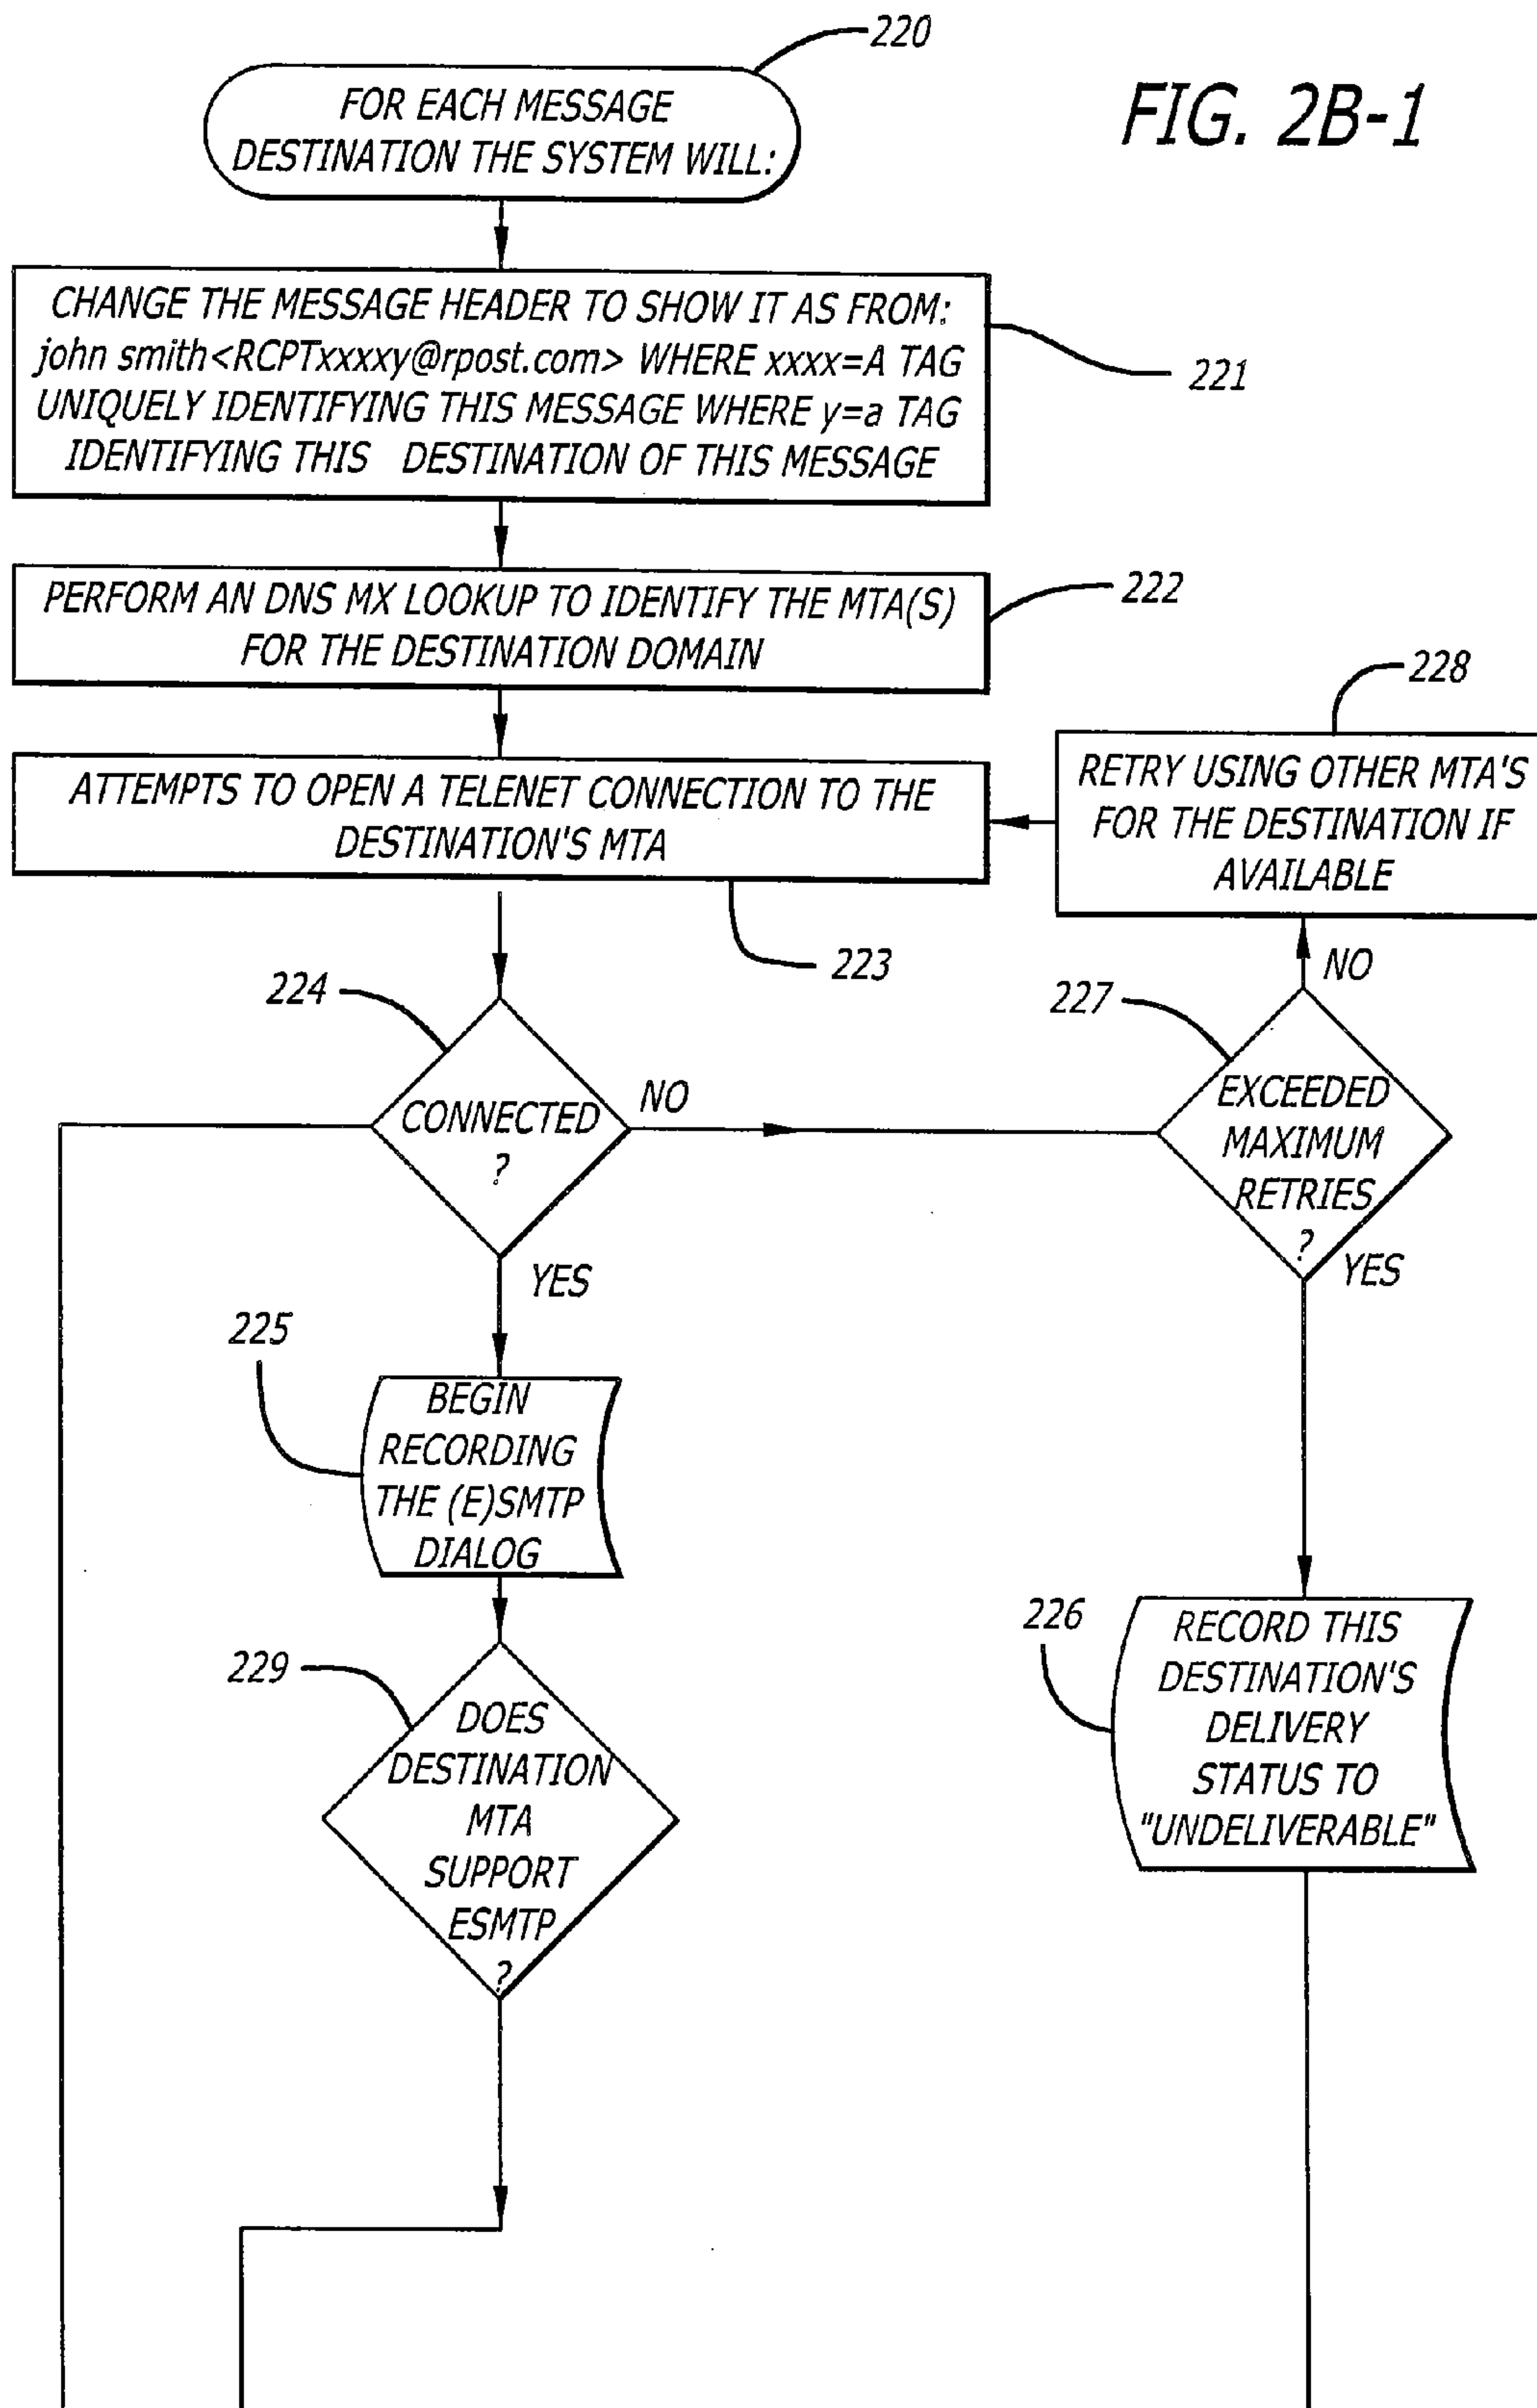 220
FIG. 2B-1
FOR EACH MESSAGE
DESTINATION THE SYSTEM WILL:
CHANGE THE MESSAGE HEADER TO SHOW IT AS FROM:
john smith<RCPTxxxxy@rpost.com> WHERE xxxx=A TAG
UNIQUELY IDENTIFYING THIS MESSAGE WHERE y=a TAG
IDENTIFYING THIS DESTINATION OF THIS MESSAGE
221
PERFORM AN DNS MX LOOKUP TO IDENTIFY THE MTA(S)
FOR THE DESTINATION DOMAIN
222
228
ATTEMPTS TO OPEN A TELENET CONNECTION TO THE
DESTINATION'S MTA
223
RETRY USING OTHER MTA'S
FOR THE DESTINATION IF
AVAILABLE
NO
224
CONNECTED
?
NO
227
EXCEEDED
MAXIMUM
RETRIES
?
YES
YES
225
BEGIN
RECORDING
THE (E)SMTP
DIALOG
226
RECORD THIS
DESTINATION'S
DELIVERY
STATUS TO
"UNDELIVERABLE"
229
DOES
DESTINATION
MTA
SUPPORT
ESMTP
?